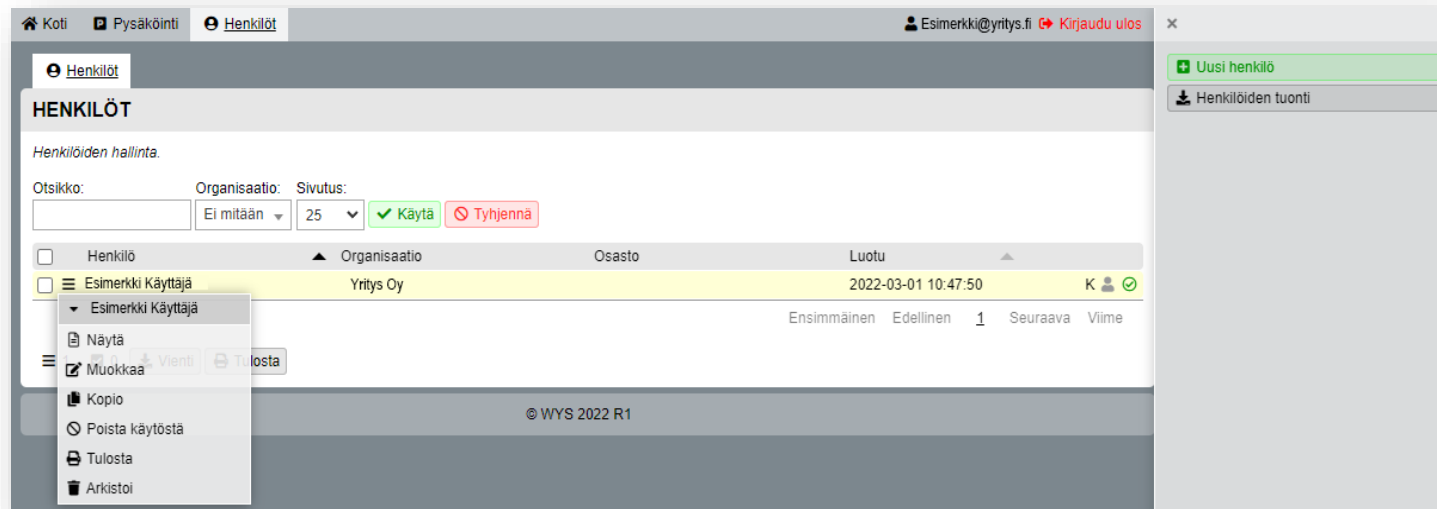 Koti Pysäköinti Henkilöt Esimerkki@yritys.fi Kirjaudu ulos
Henkilöt
HENKILÖT
Henkilöiden hallinta.
Otsikko: Organisaatio: Sivutus:
Ei mitään 25 Käytä Tyhjennä
Henkilö Organisaatio Osasto Luotu
Esimerkki Käyttäjä Yritys Oy 2022-03-01 10:47:50 K
Esimerkki Käyttäjä
Ensimmäinen Edellinen 1 Seuraava Viime
Näytä
1 0 Vienti Tulosta
Muokkaa
Kopio
Poista käytöstä
Tulosta
Arkistoi
© WYS 2022 R1
×
Uusi henkilö
Henkilöiden tuonti